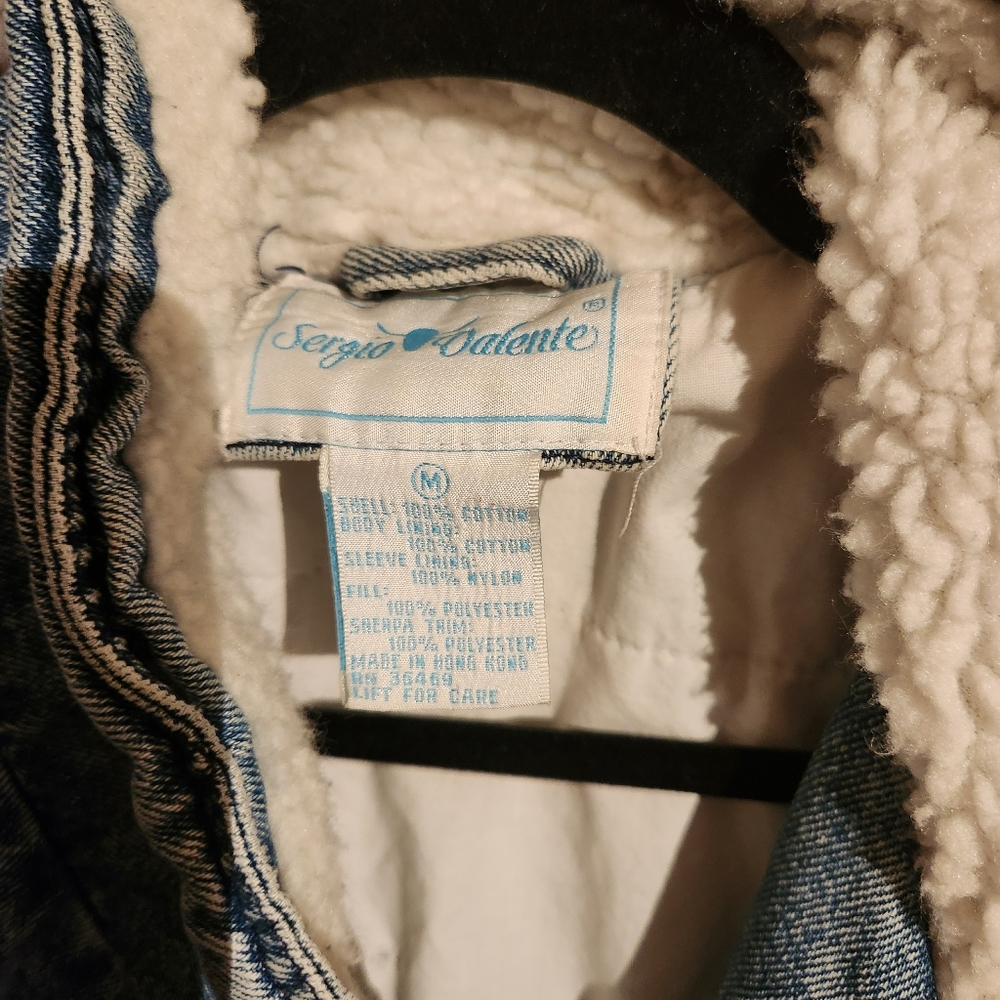 Sergio Valente ®
M
SHELL: 100% COTTON
BODY LINING:
100% COTTON
SLEEVE LINING:
100% NYLON
FILL:
100% POLYESTER
SHERPA TRIM:
100% POLYESTER
MADE IN HONG KONG
RN 36469
LIFT FOR CARE